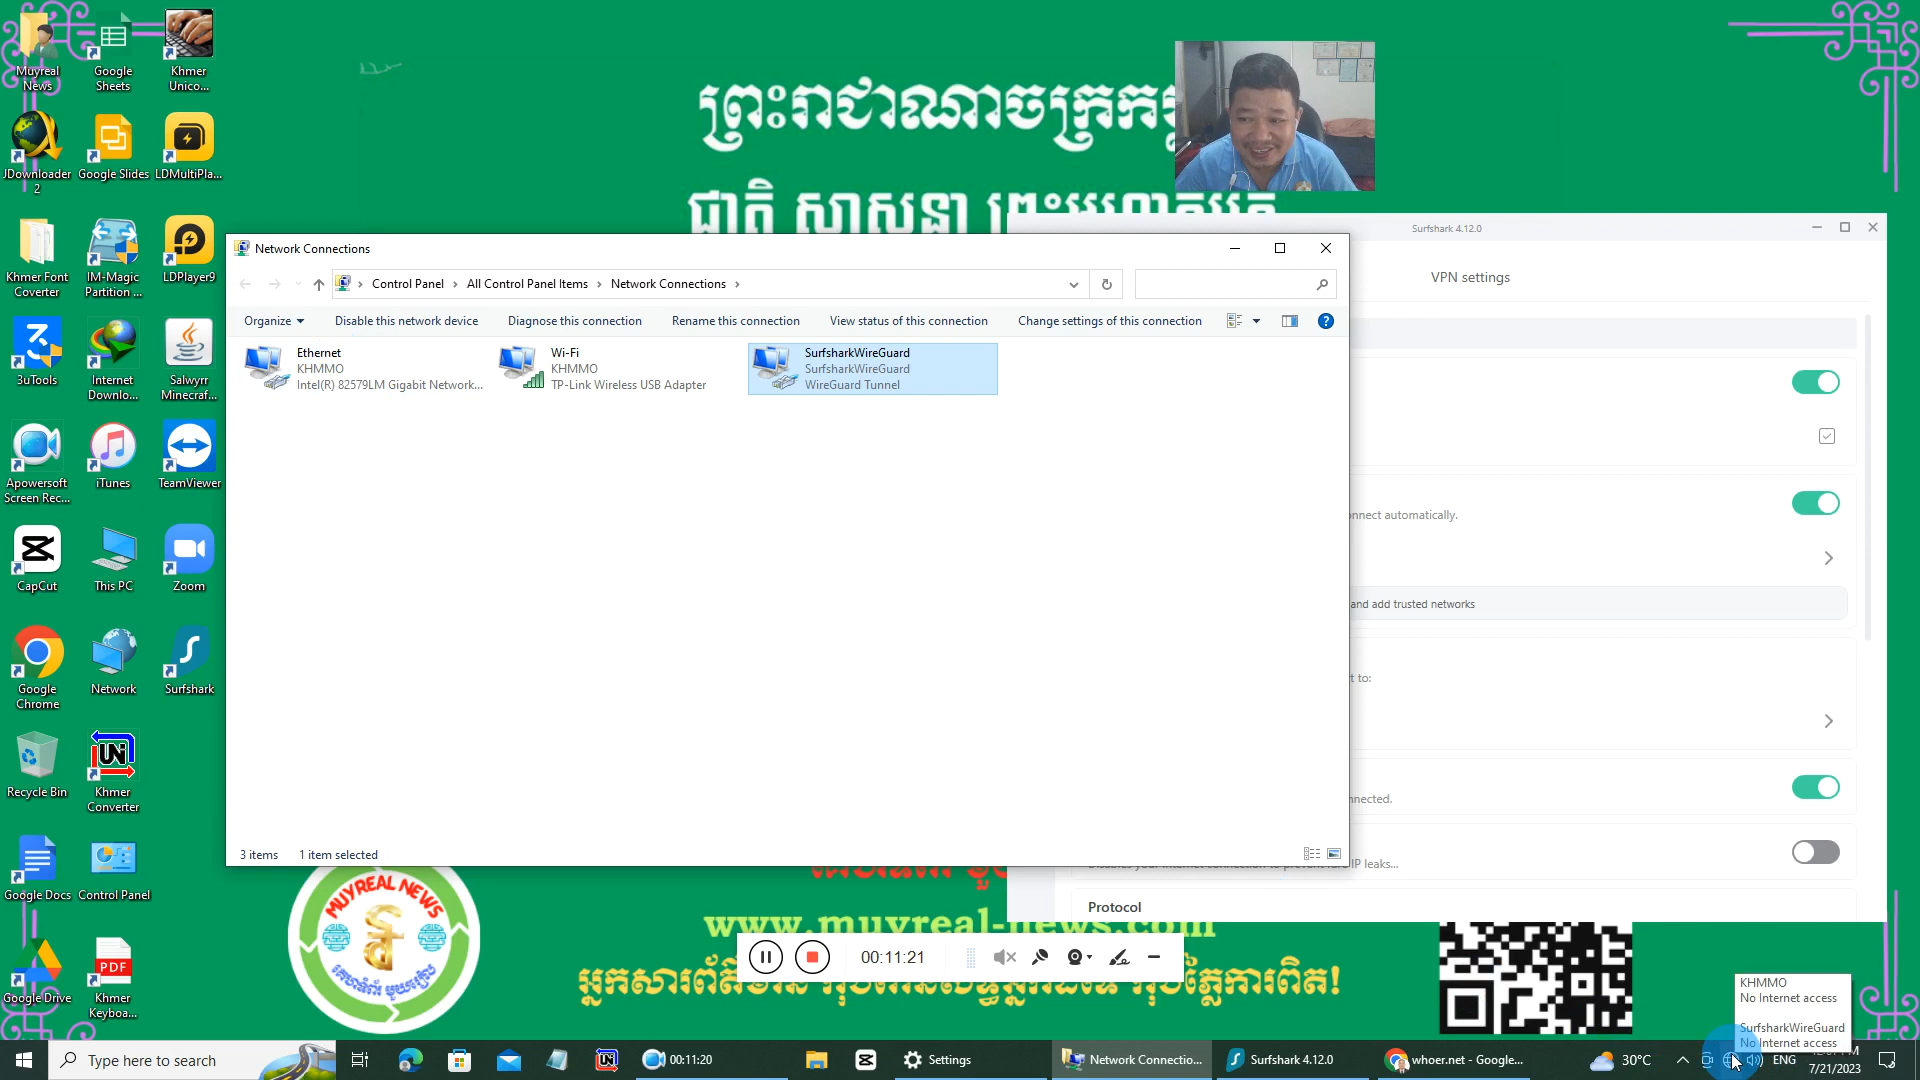 Muyreal
News
Google
Sheets
Khmer
Unico...
JDownloader
2
Google Slides
LDMultiPla...
Khmer Font
Coverter
IM-Magic
Partition ...
LDPlayer9
3uTools
Internet
Downlo...
Salwyrr
Minecraf...
Apowersoft
Screen Rec...
iTunes
TeamViewer
CapCut
This PC
Zoom
Google
Chrome
Network
Surfshark
Recycle Bin
Khmer
Converter
Google Docs
Control Panel
Google Drive
PDF
Khmer
Keyboa...
ជាតិ សាសនា
Surfshark 4.12.0
VPN settings
Network Connections
Control Panel
All Control Panel Items
Network Connections
Organize
Disable this network device
Diagnose this connection
Rename this connection
View status of this connection
Change settings of this connection
Ethernet
KHMMO
Intel(R) 82579LM Gigabit Network...
Wi-Fi
KHMMO
TP-Link Wireless USB Adapter
SurfsharkWireGuard
SurfsharkWireGuard
WireGuard Tunnel
nnect automatically.
and add trusted networks
t to:
nnected.
IP leaks...
Protocol
3 items
1 item selected
MUYREAL NEWS
www.muyreal-news.com
00:11:21
KHMMO
No Internet access
SurfsharkWireGuard
No Internet access
Type here to search
00:11:20
Settings
Network Connectio...
Surfshark 4.12.0
whoer.net - Google...
30°C
ENG
7/21/2023